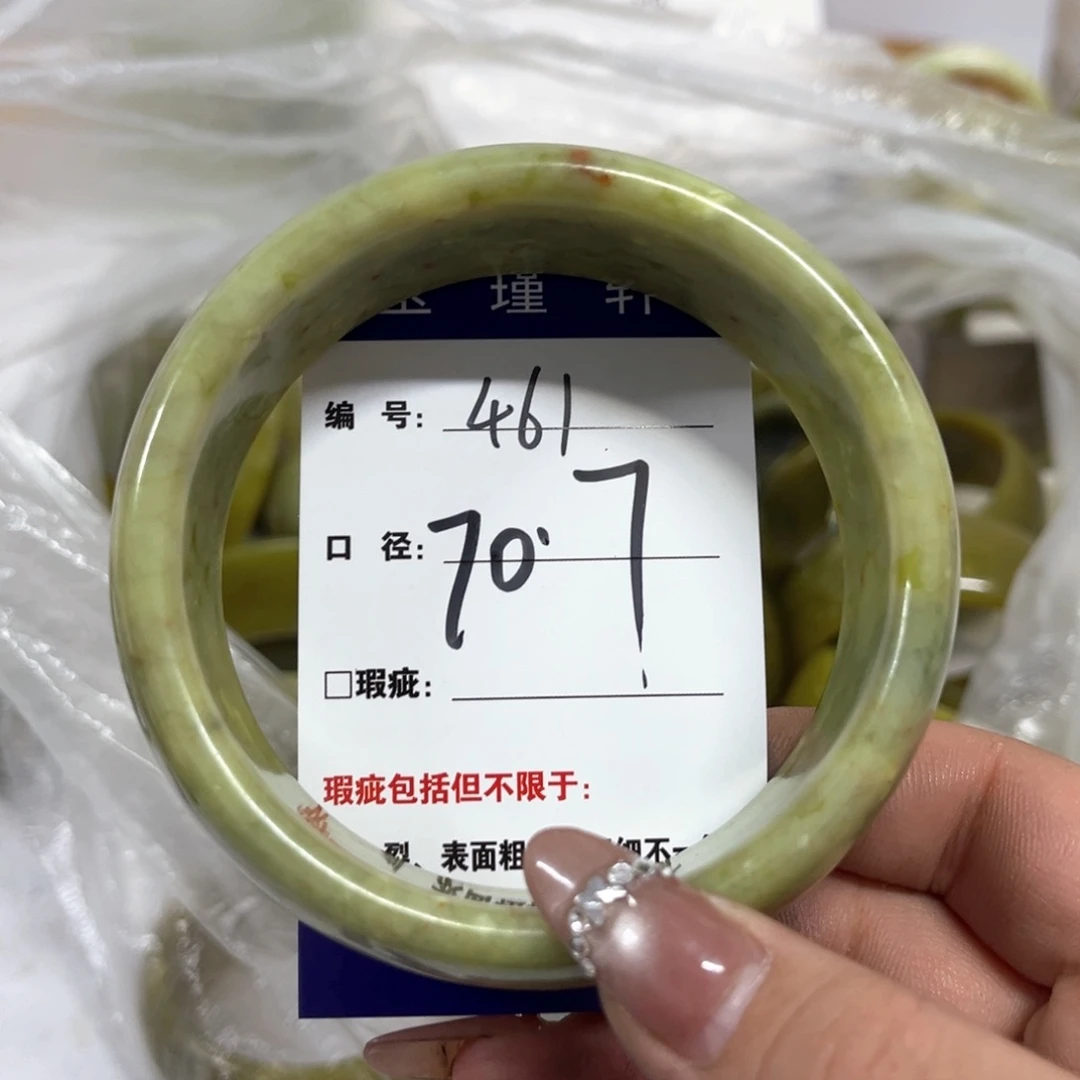 瑾轩
编 号: 461
口 径: 70· 7
□瑕疵:
瑕疵包括但不限于:
裂、表面粗